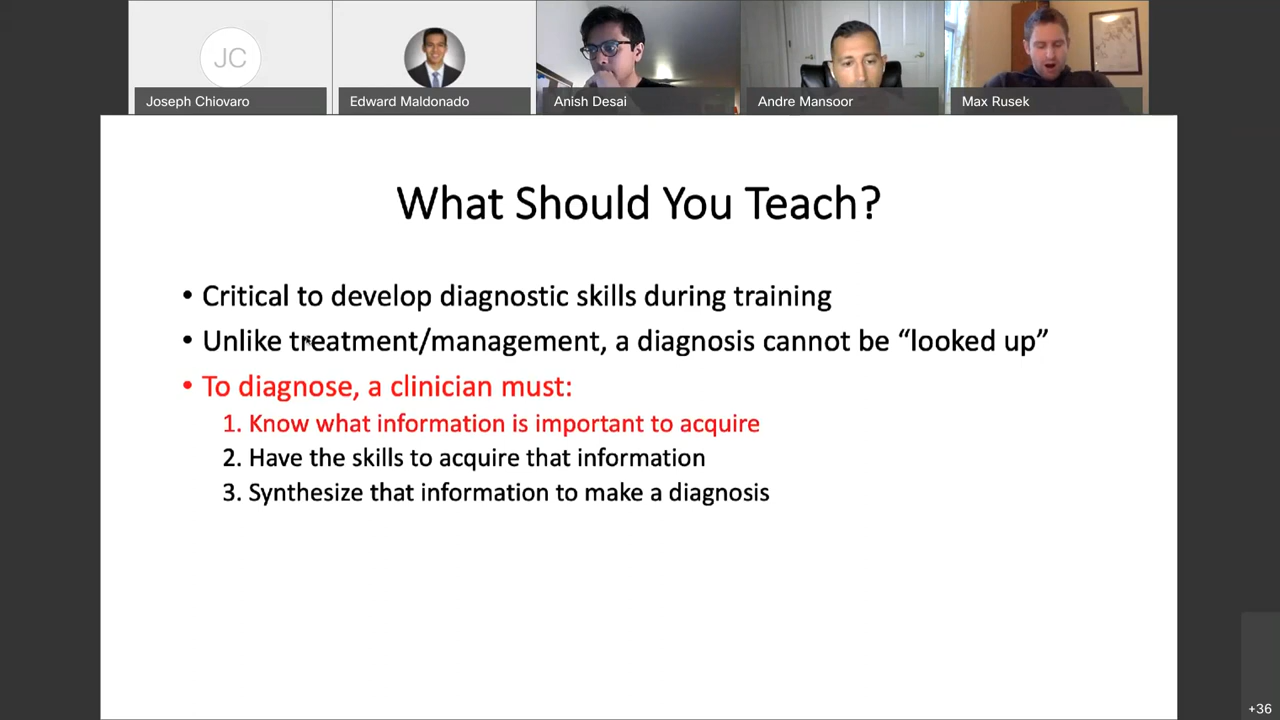 JC
Joseph Chiovaro
Edward Maldonado
Anish Desai
Andre Mansoor
Max Rusek
What Should You Teach?
• Critical to develop diagnostic skills during training
• Unlike treatment/management, a diagnosis cannot be “looked up”
• To diagnose, a clinician must:
1. Know what information is important to acquire
2. Have the skills to acquire that information
3. Synthesize that information to make a diagnosis
+36